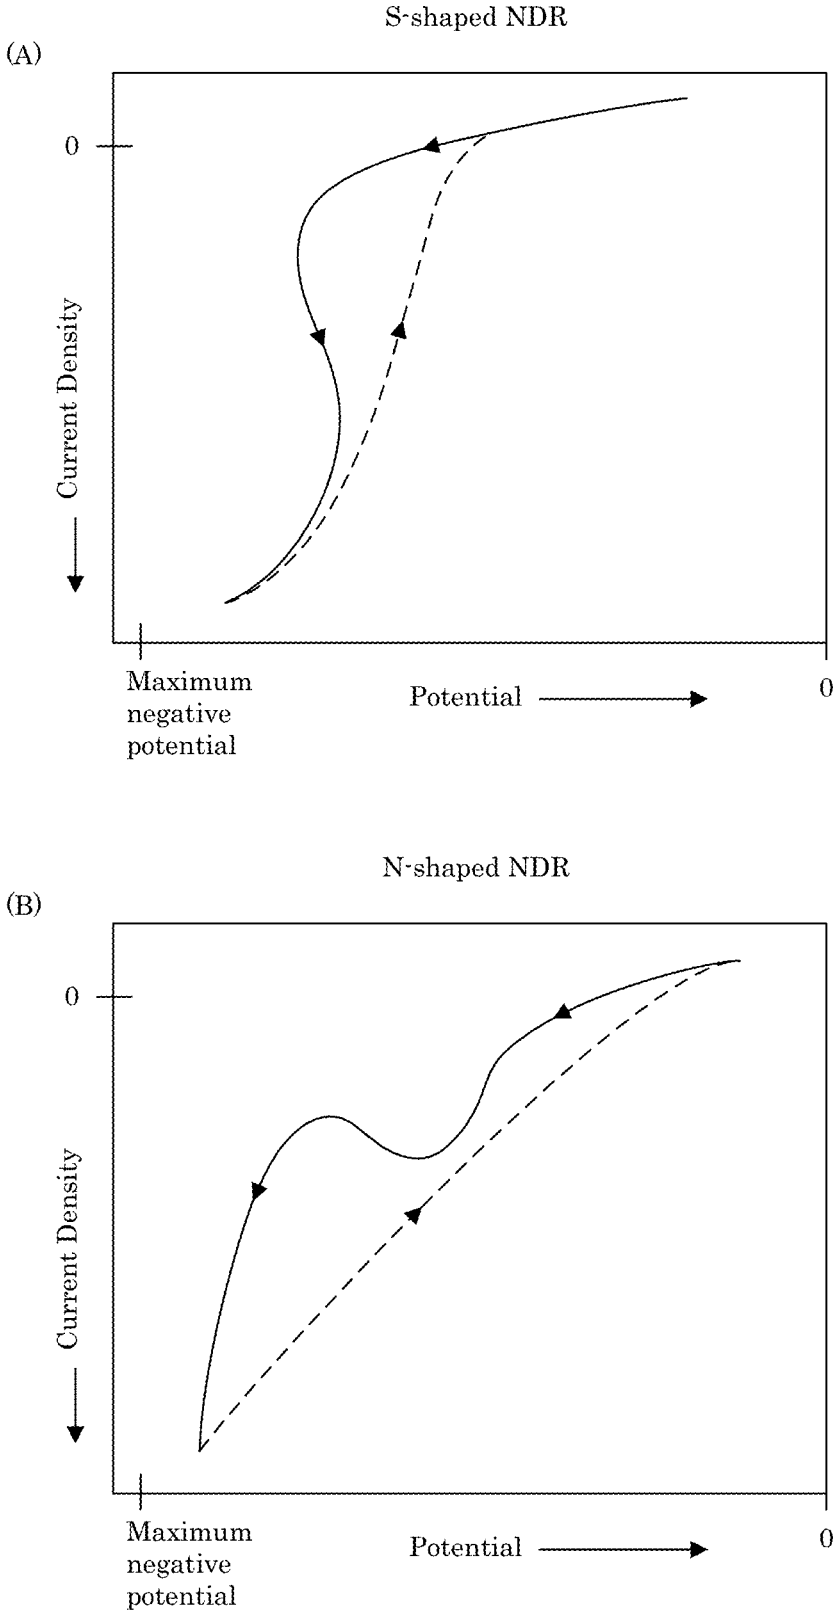 S-shaped NDR
(A)
0
Current Density
Maximum
negative
potential
Potential
0
N-shaped NDR
(B)
0
Current Density
Maximum
negative
potential
Potential
0